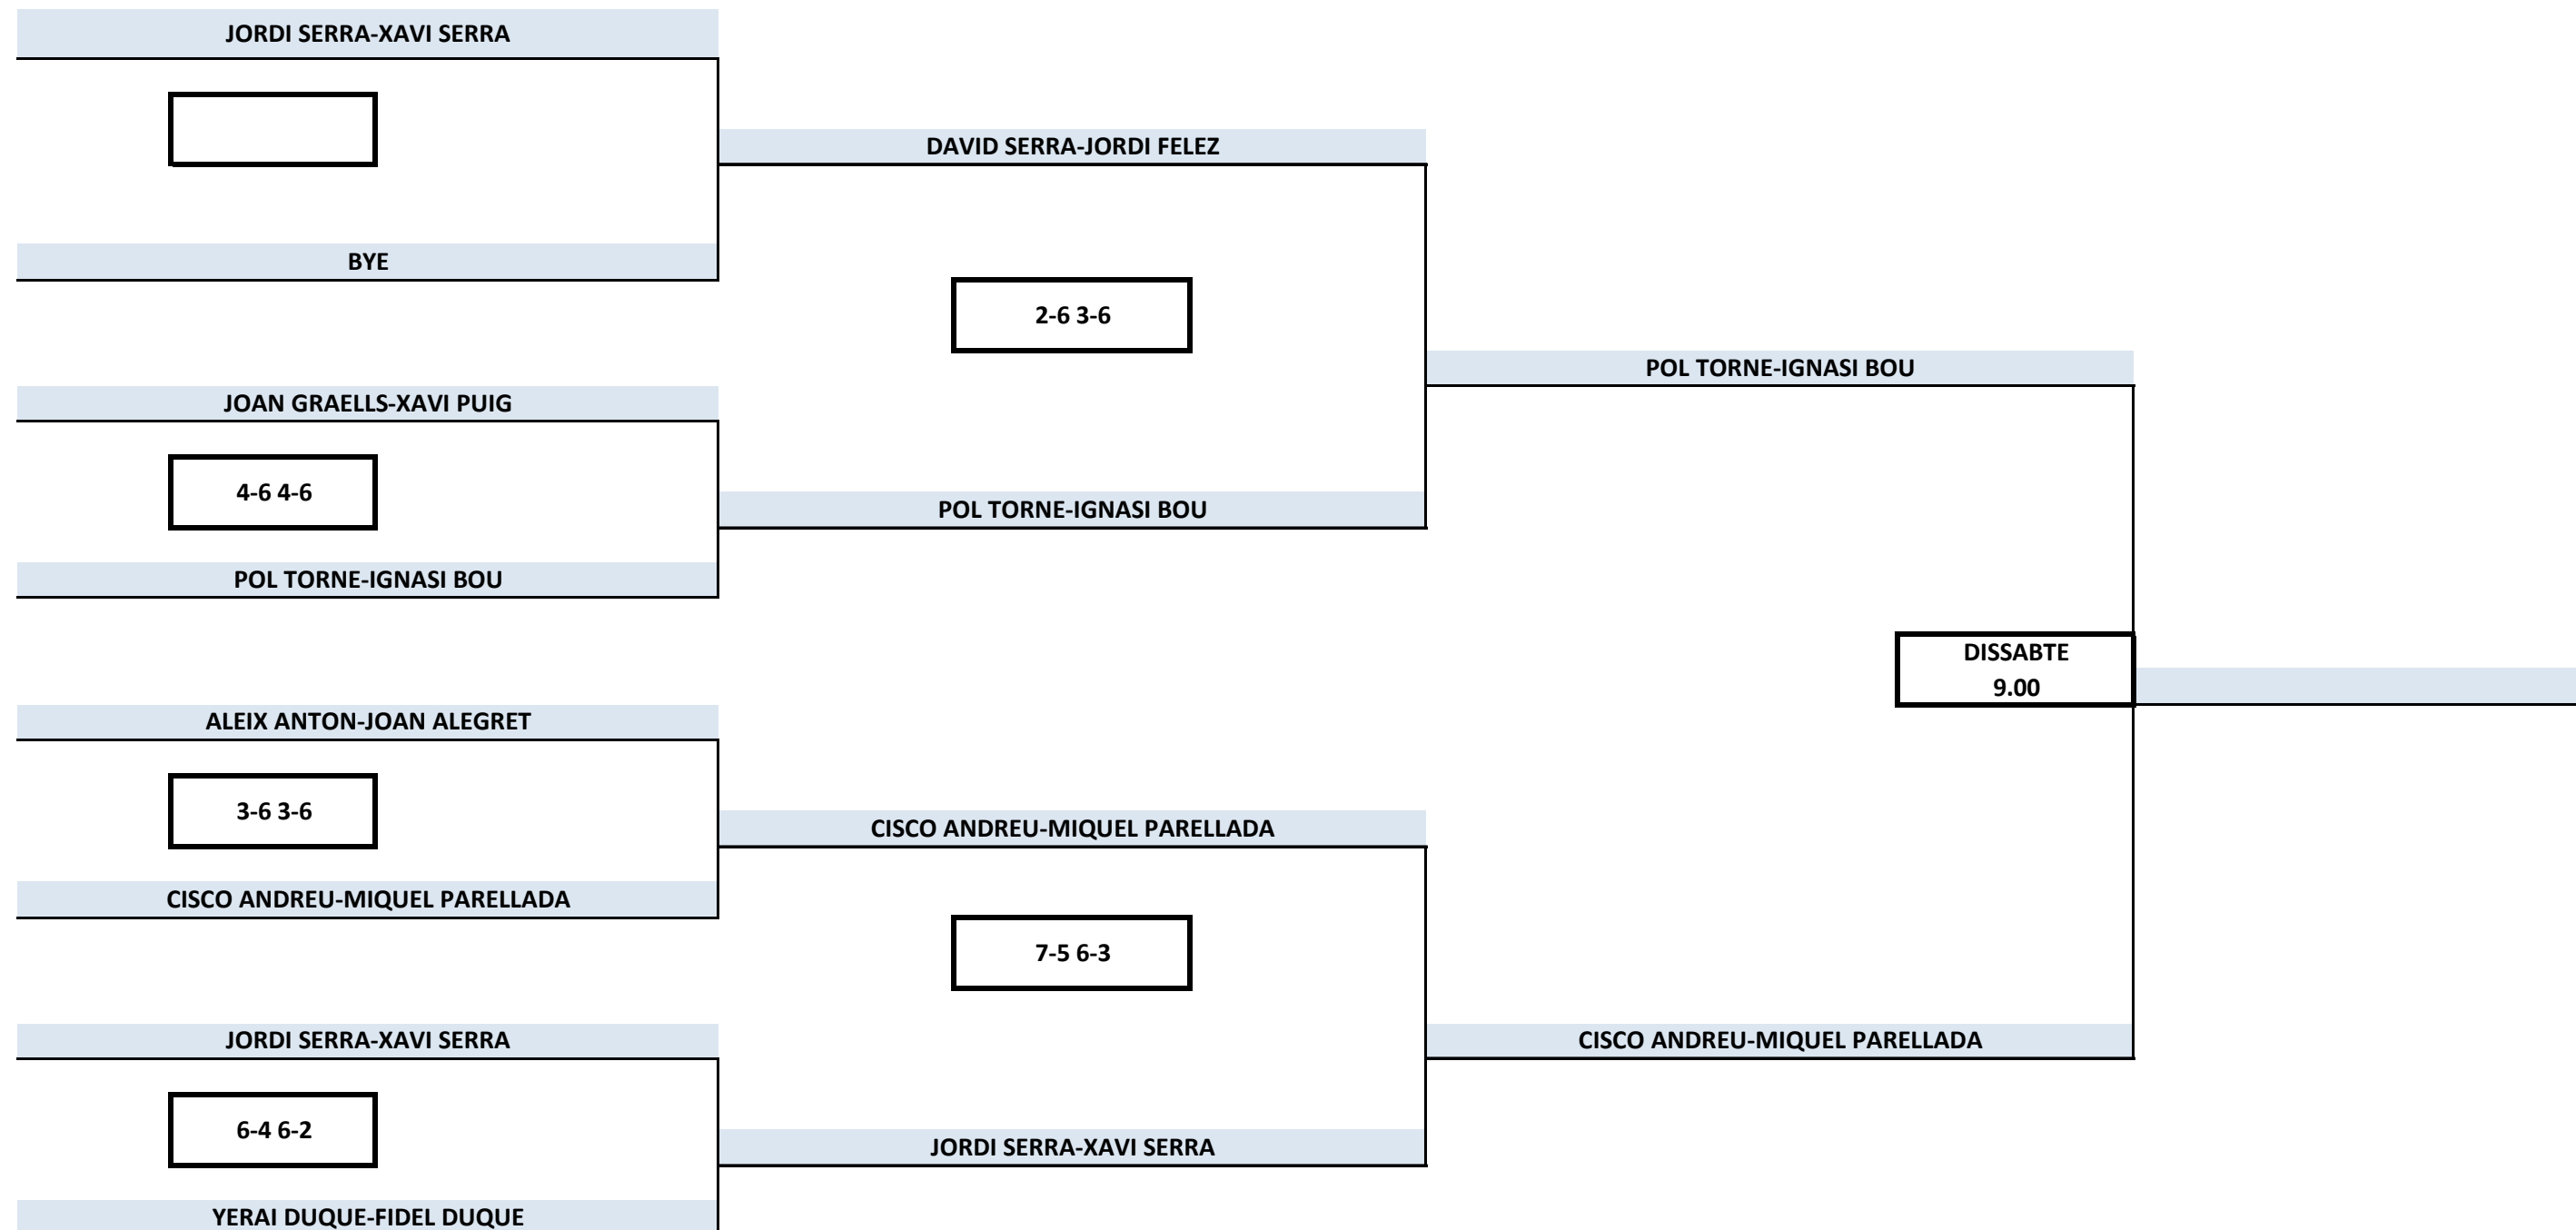 JORDI SERRA-XAVI SERRA
DAVID SERRA-JORDI FELEZ
BYE
2-6 3-6
POL TORNE-IGNASI BOU
JOAN GRAELLS-XAVI PUIG
4-6 4-6
POL TORNE-IGNASI BOU
POL TORNE-IGNASI BOU
DISSABTE
9.00
ALEIX ANTON-JOAN ALEGRET
3-6 3-6
CISCO ANDREU-MIQUEL PARELLADA
CISCO ANDREU-MIQUEL PARELLADA
7-5 6-3
JORDI SERRA-XAVI SERRA
CISCO ANDREU-MIQUEL PARELLADA
6-4 6-2
JORDI SERRA-XAVI SERRA
YERAI DUQUE-FIDEL DUQUE